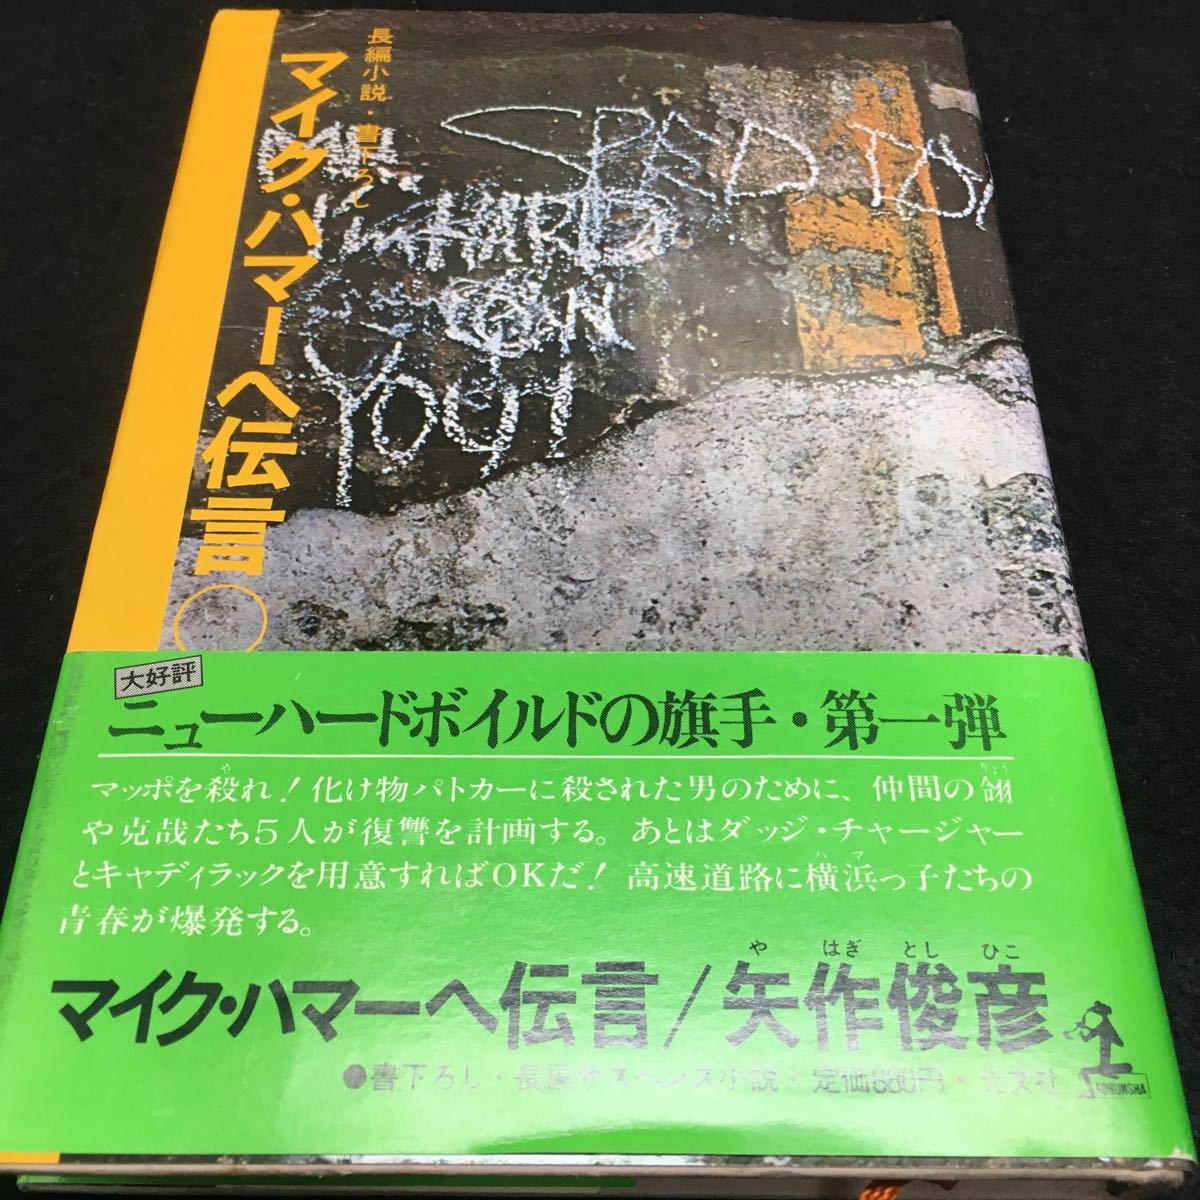 長編小説・書下ろし
マイク・ハマーへ伝言
YOU!
大好評
ニューハードボイルドの旗手・第一弾
マッポを殺れ!化け物パトカーに殺された男のために、仲間の翎
や克哉たち5人が復讐を計画する。あとはダッジ・チャージャー
とキャディラックを用意すればOKだ!高速道路に横浜っ子たちの
青春が爆発する。
マイク・ハマーへ伝言/矢作俊彦
●書下ろし・長編サスペンス小説・定価880円・光文社
KOBUNSHA